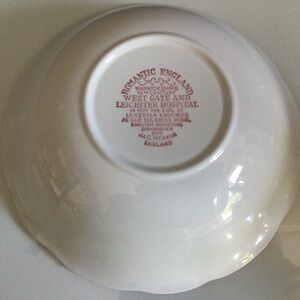 ROMANTIC ENGLAND
WARWICKSHIRE
16TH CENTURY
WEST GATE AND
LEICESTER HOSPITAL
IN 1571 THE EARL OF
LEICESTER ENDOWED
AS OLD SOLDIERS HOME.
ENGLISH IRONSTONE
DISHWASHER
SAFE
J&G. MEAKIN
ENGLAND